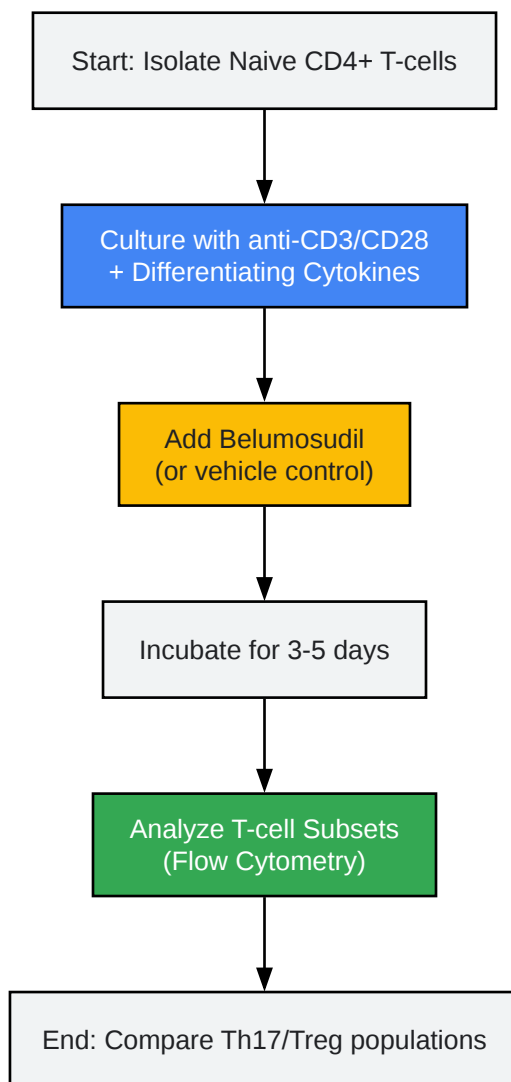 Start: Isolate Naive CD4+ T-cells
Culture with anti-CD3/CD28
+ Differentiating Cytokines
Add Belumosudil
(or vehicle control)
Incubate for 3-5 days
Analyze T-cell Subsets
(Flow Cytometry)
End: Compare Th17/Treg populations